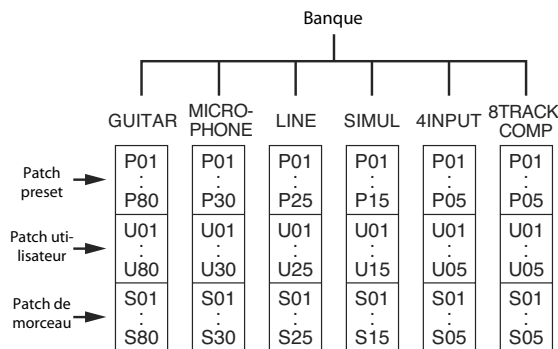 Banque
GUITAR MICRO-PHONE LINE SIMUL 4INPUT 8TRACK COMP
Patch preset
P01 P01 P01 P01 P01 P01
: : : : : :
P80 P30 P25 P15 P05 P05
Patch uti-lisateur
U01 U01 U01 U01 U01 U01
: : : : : :
U80 U30 U25 U15 U05 U05
Patch de morceau
S01 S01 S01 S01 S01 S01
: : : : : :
S80 S30 S25 S15 S05 S05